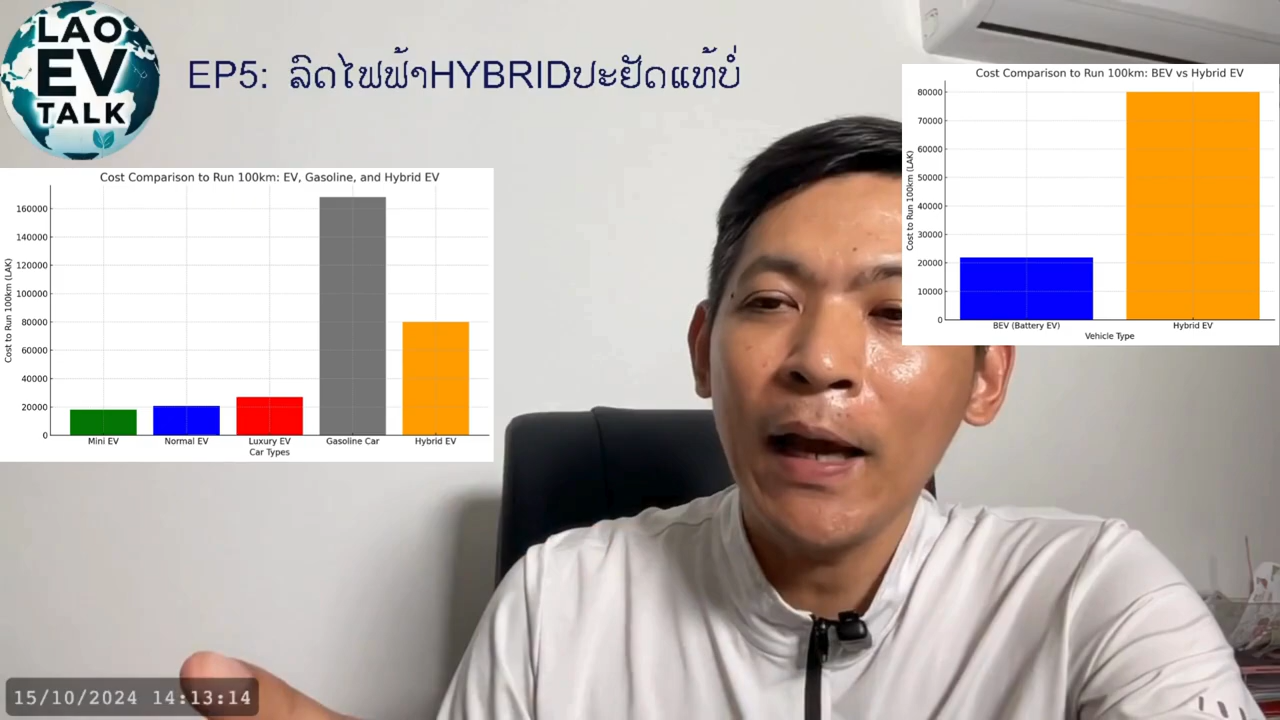 LAO
EV
TALK
EP5: ລົດໄຟຟ້າHYBRIDປະຢັດແທ້ບໍ່
Cost Comparison to Run 100km: EV, Gasoline, and Hybrid EV
Cost to Run 100km (LAK)
160000
140000
120000
100000
80000
60000
40000
20000
0
Mini EV Normal EV Luxury EV Gasoline Car Hybrid EV
Car Types
Cost Comparison to Run 100km: BEV vs Hybrid EV
Cost to Run 100km (LAK)
80000
70000
60000
50000
40000
30000
20000
10000
0
BEV (Battery EV) Hybrid EV
Vehicle Type
15/10/2024 14:13:14